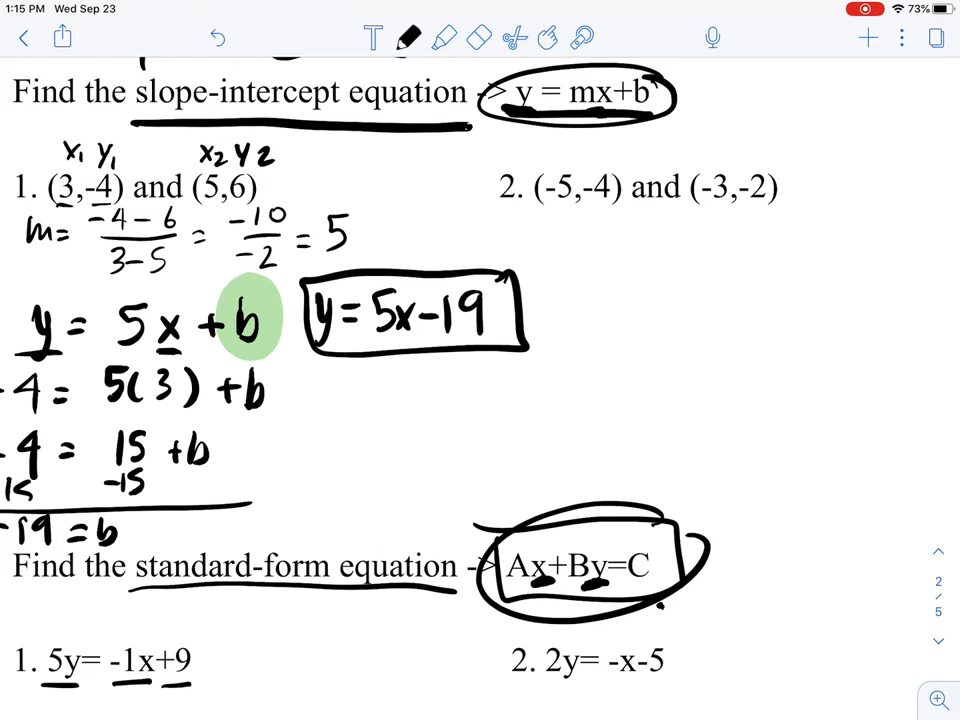 1:15 PM Wed Sep 23 73%
Find the slope-intercept equation -> y = mx+b
x1 y1 x2 y2
1. (3,-4) and (5,6) 2. (-5,-4) and (-3,-2)
m= -4-6/3-5 = -10/-2 = 5
y = 5x+b y=5x-19
-4= 5(3)+b
-4 = 15 +b
-15 -15
-19=b
Find the standard-form equation -> Ax+By=C
1. 5y= -1x+9 2. 2y= -x-5
2
/
5